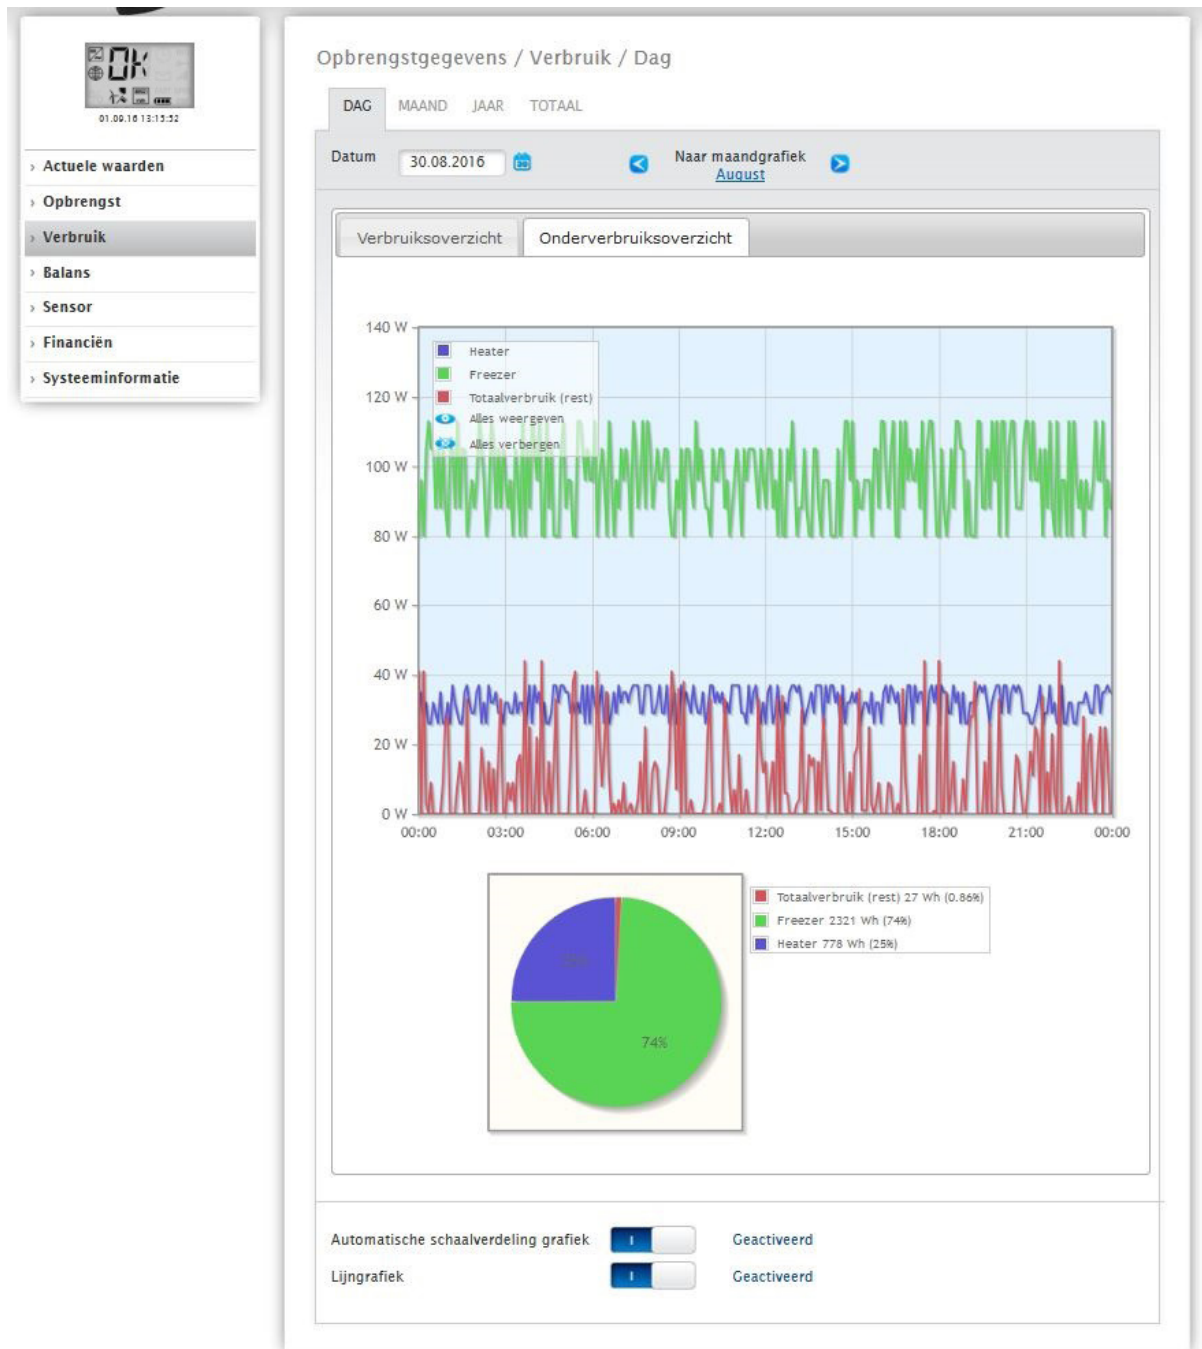 OK
01.09.16 13:15:52
› Actuele waarden
› Opbrengst
› Verbruik
› Balans
› Sensor
› Financiën
› Systeeminformatie
Opbrengstgegevens / Verbruik / Dag
DAG MAAND JAAR TOTAAL
Datum 30.08.2016 Naar maandgrafiek
August
Verbruiksoverzicht Onderverbruiksoverzicht
140 W
Heater
Freezer
120 W Totaalverbruik (rest)
Alles weergeven
Alles verbergen
100 W
80 W
60 W
40 W
20 W
0 W
00:00 03:00 06:00 09:00 12:00 15:00 18:00 21:00 00:00
Totaalverbruik (rest) 27 Wh (0.86%)
Freezer 2321 Wh (74%)
Heater 778 Wh (25%)
74%
Automatische schaalverdeling grafiek I Geactiveerd
Lijngrafiek I Geactiveerd